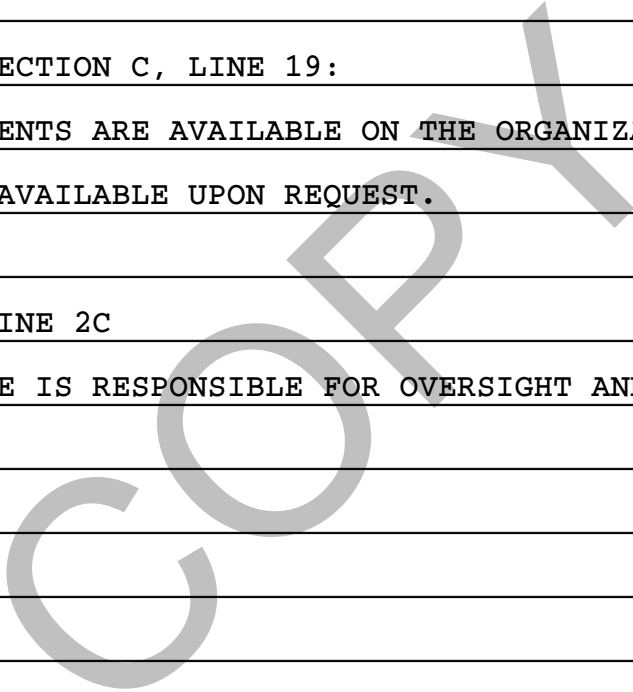 ECTION C, LINE 19:
ENTS ARE AVAILABLE ON THE ORGANIZA
AVAILABLE UPON REQUEST.
INE 2C
E IS RESPONSIBLE FOR OVERSIGHT AN
COPY